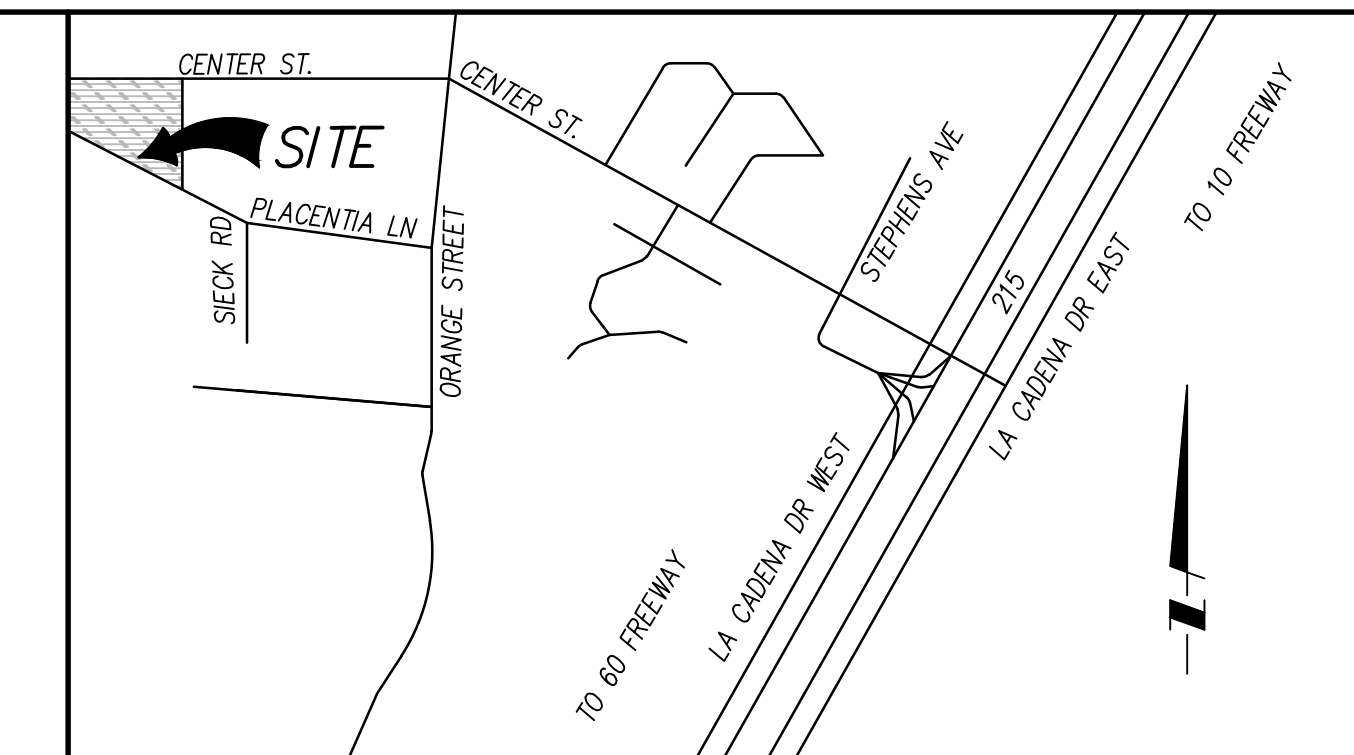 CENTER ST.
CENTER ST.
SITE
PLACENTIA LN
SIECK RD
ORANGE STREET
STEPHENS AVE
TO 10 FREEWAY
215
LA CADENA DR EAST
LA CADENA DR WEST
TO 60 FREEWAY
N